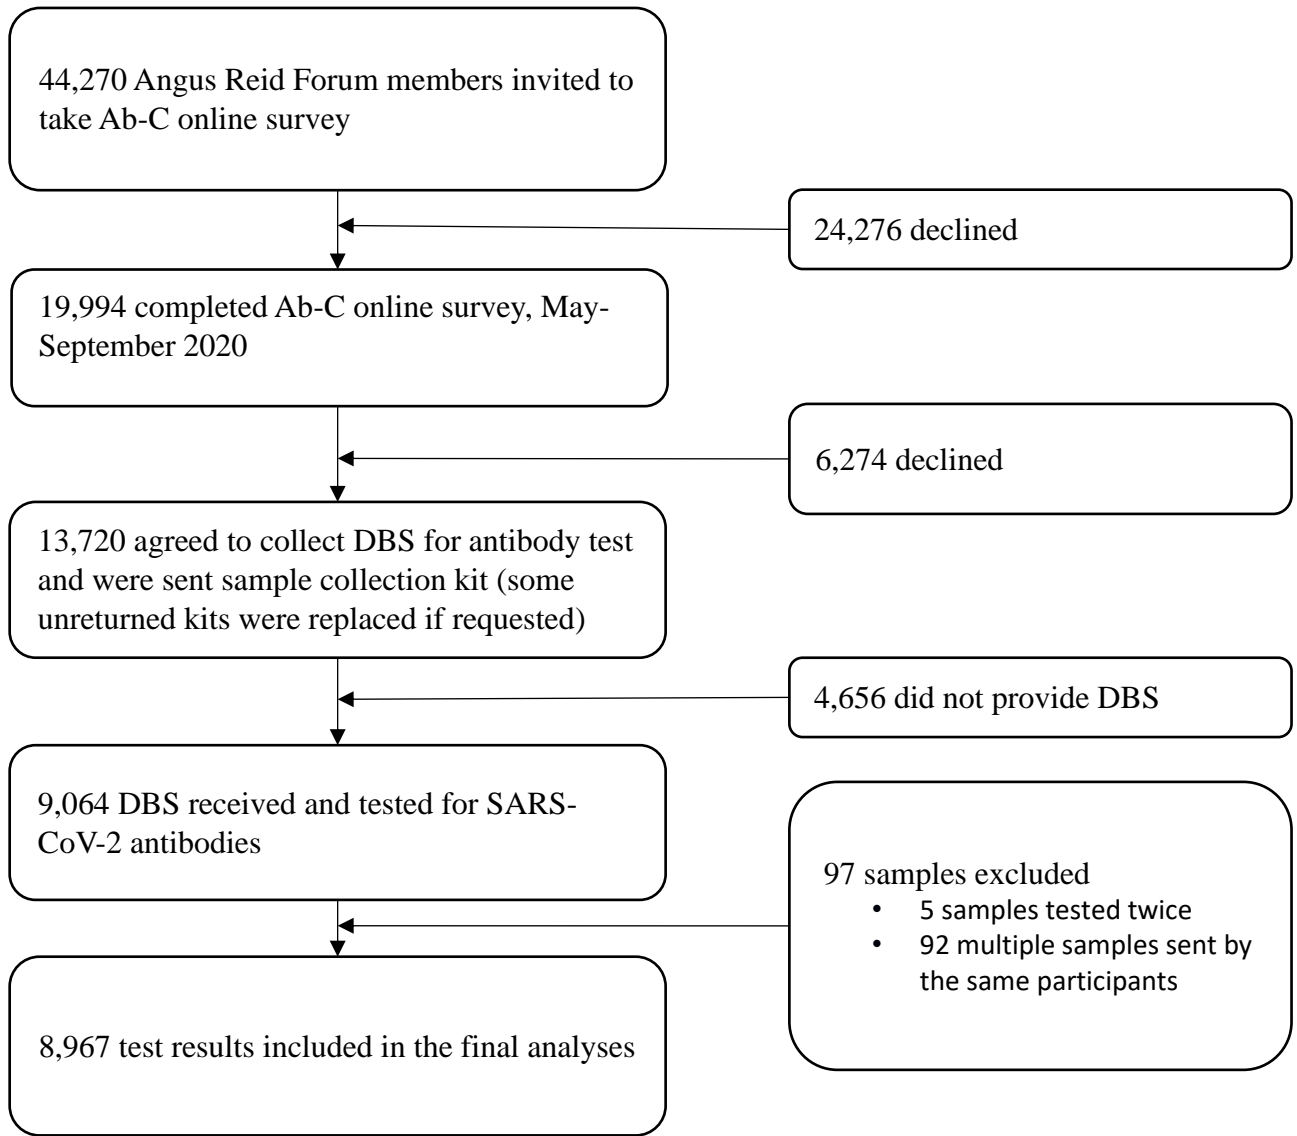 44,270 Angus Reid Forum members invited to
take Ab-C online survey
24,276 declined
19,994 completed Ab-C online survey, May-
September 2020
6,274 declined
13,720 agreed to collect DBS for antibody test
and were sent sample collection kit (some
unreturned kits were replaced if requested)
4,656 did not provide DBS
9,064 DBS received and tested for SARS-
CoV-2 antibodies
97 samples excluded
• 5 samples tested twice
• 92 multiple samples sent by
the same participants
8,967 test results included in the final analyses